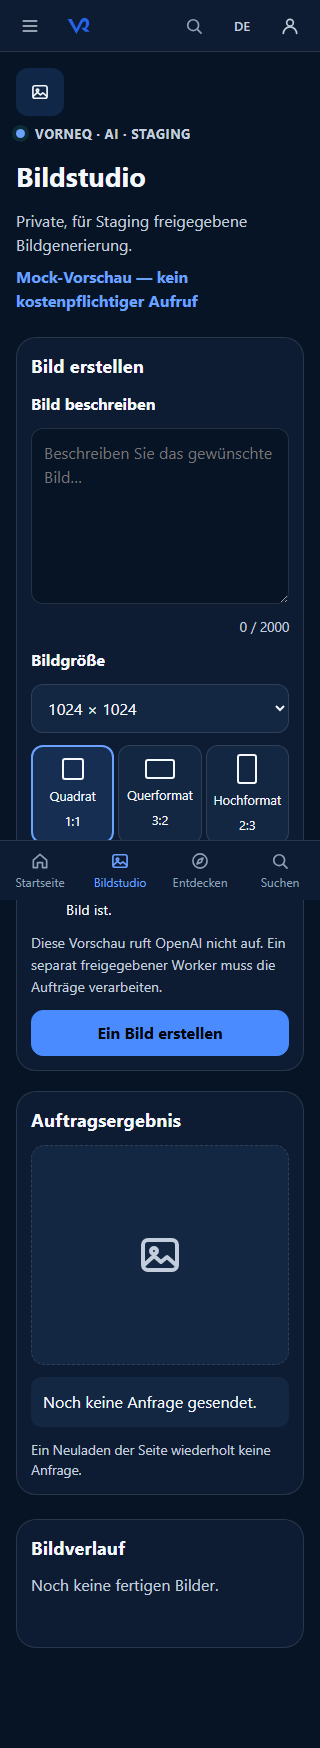 DE
VORNEQ · AI · STAGING
Bildstudio
Private, für Staging freigegebene
Bildgenerierung.
Mock-Vorschau — kein
kostenpflichtiger Aufruf
Bild erstellen
Bild beschreiben
Beschreiben Sie das gewünschte
Bild...
0 / 2000
Bildgröße
1024 × 1024
Quadrat
1:1
Querformat
3:2
Hochformat
2:3
Startseite
Bildstudio
Entdecken
Suchen
Bild ist.
Diese Vorschau ruft OpenAI nicht auf. Ein
separat freigegebener Worker muss die
Aufträge verarbeiten.
Ein Bild erstellen
Auftragsergebnis
Noch keine Anfrage gesendet.
Ein Neuladen der Seite wiederholt keine
Anfrage.
Bildverlauf
Noch keine fertigen Bilder.